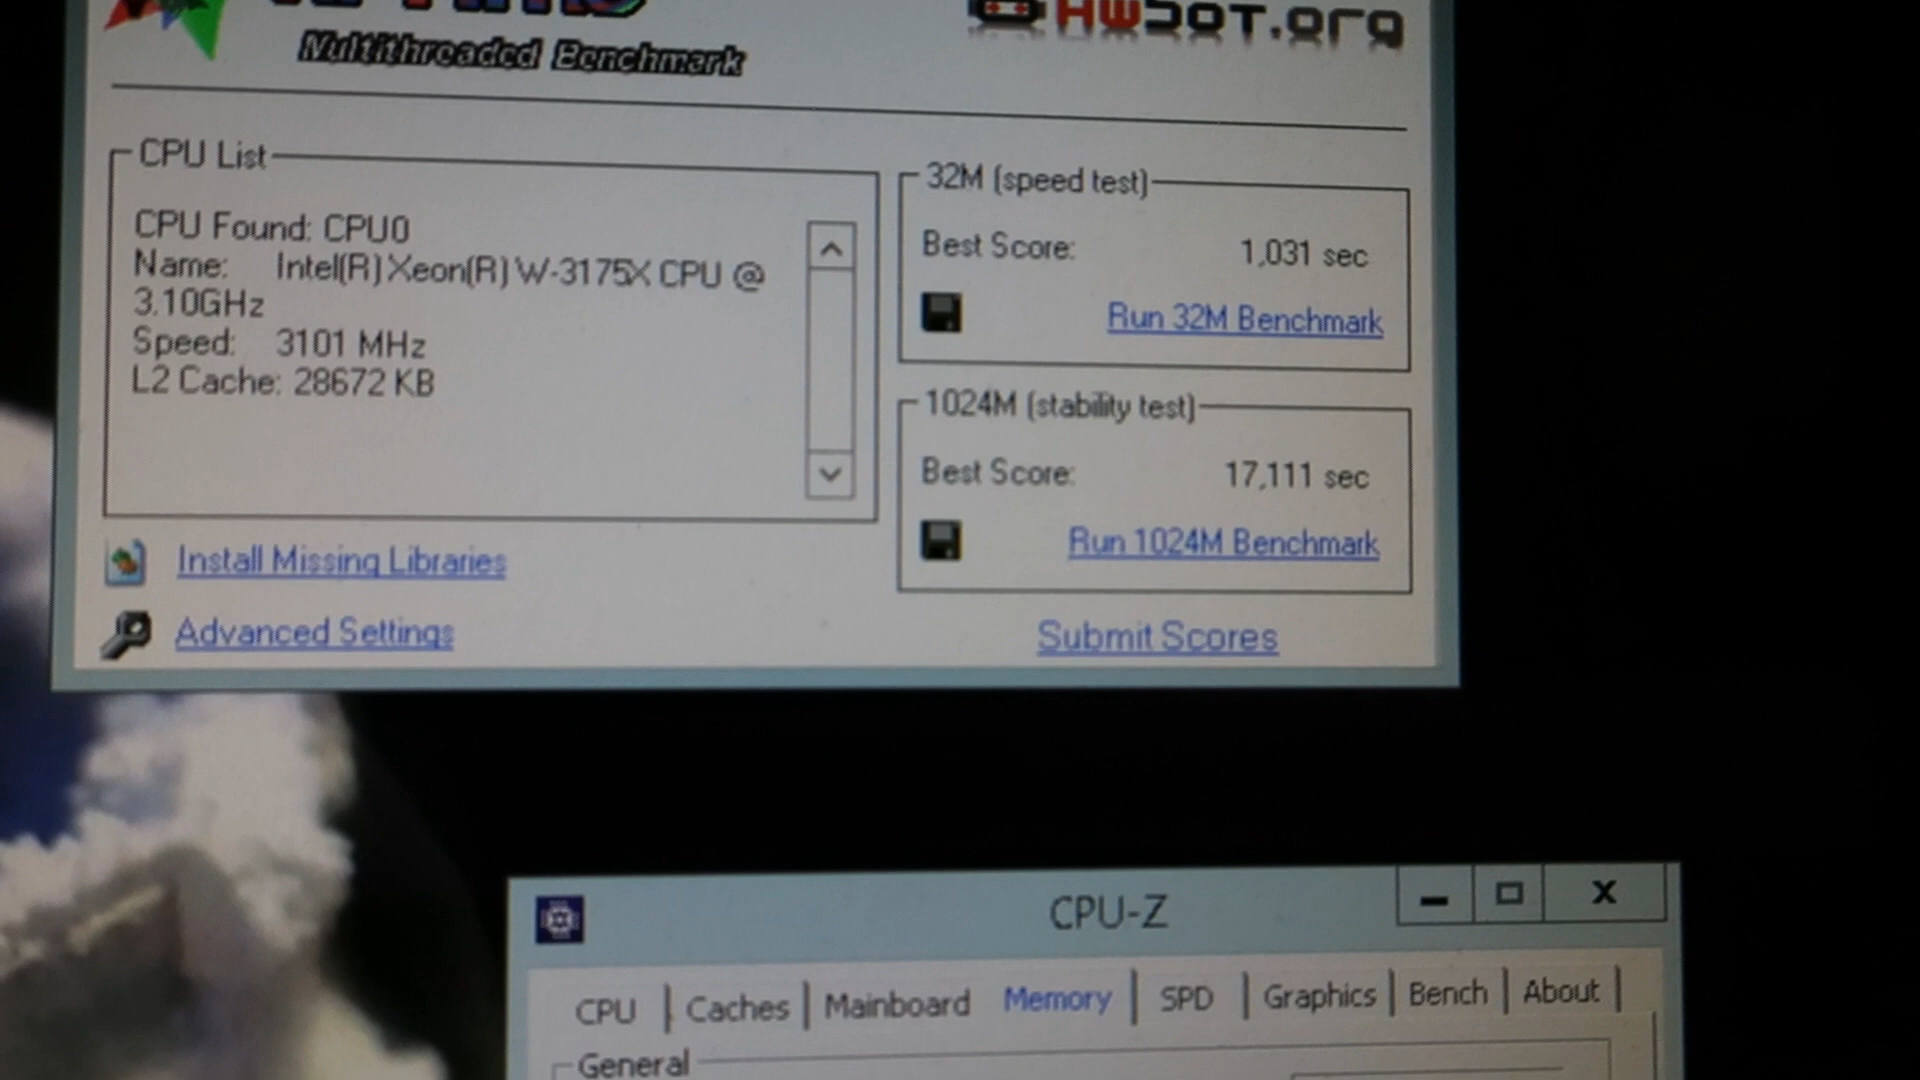 HWBOT.org
Multithreaded Benchmark
CPU List
CPU Found: CPU0
Name: Intel(R) Xeon(R) W-3175X CPU @
3.10GHz
Speed: 3101 MHz
L2 Cache: 28672 KB
32M (speed test)
Best Score: 1,031 sec
Run 32M Benchmark
1024M (stability test)
Best Score: 17,111 sec
Run 1024M Benchmark
Install Missing Libraries
Advanced Settings
Submit Scores
CPU-Z
CPU Caches Mainboard Memory SPD Graphics Bench About
General